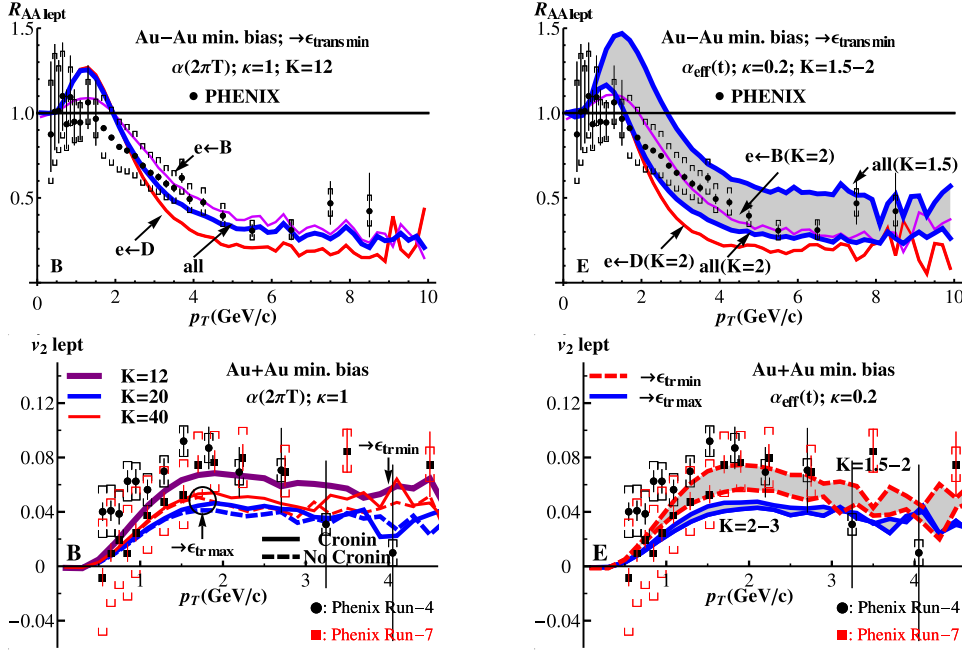 R_AA lept
1.5
1.0
0.5
Au−Au min. bias; →ϵ_transmin
α(2πT); κ=1; K=12
● PHENIX
e←B
e←D
all
B
0 2 4 6 8 10
p_T(GeV/c)
R_AA lept
1.5
1.0
0.5
Au−Au min. bias; →ϵ_transmin
α_eff(t); κ=0.2; K=1.5−2
● PHENIX
e←B(K=2)
all(K=1.5)
e←D(K=2)
all(K=2)
E
0 2 4 6 8 10
p_T(GeV/c)
v_2 lept
0.12
0.08
0.04
0
−0.04
K=12
K=20
K=40
Au+Au min. bias
α(2πT); κ=1
→ϵ_tr min
→ϵ_tr max
B
Cronin
No Cronin
1 2 3 4
p_T(GeV/c)
●: Phenix Run−4
■: Phenix Run−7
v_2 lept
0.12
0.08
0.04
0
−0.04
→ϵ_tr min
→ϵ_tr max
Au+Au min. bias
α_eff(t); κ=0.2
K=1.5−2
K=2−3
E
1 2 3 4
p_T(GeV/c)
●: Phenix Run−4
■: Phenix Run−7